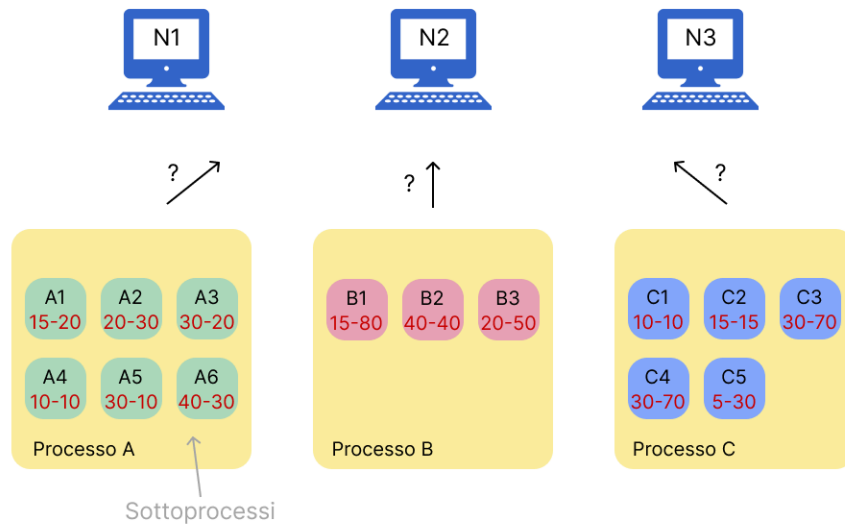 N1
N2
N3
?
?
?
A1
15-20
A2
20-30
A3
30-20
A4
10-10
A5
30-10
A6
40-30
Processo A
B1
15-80
B2
40-40
B3
20-50
Processo B
C1
10-10
C2
15-15
C3
30-70
C4
30-70
C5
5-30
Processo C
Sottoprocessi